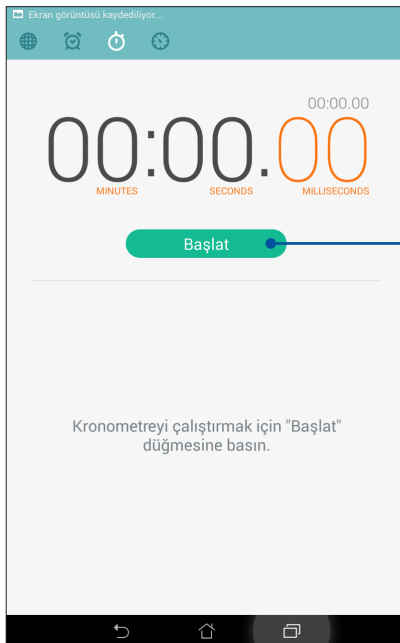 Ekran görüntüsü kaydediliyor...
00:00.00
00:00.00
MINUTES SECONDS MILLISECONDS
Başlat
Kronometreyi çalıştırmak için "Başlat"
düğmesine basın.